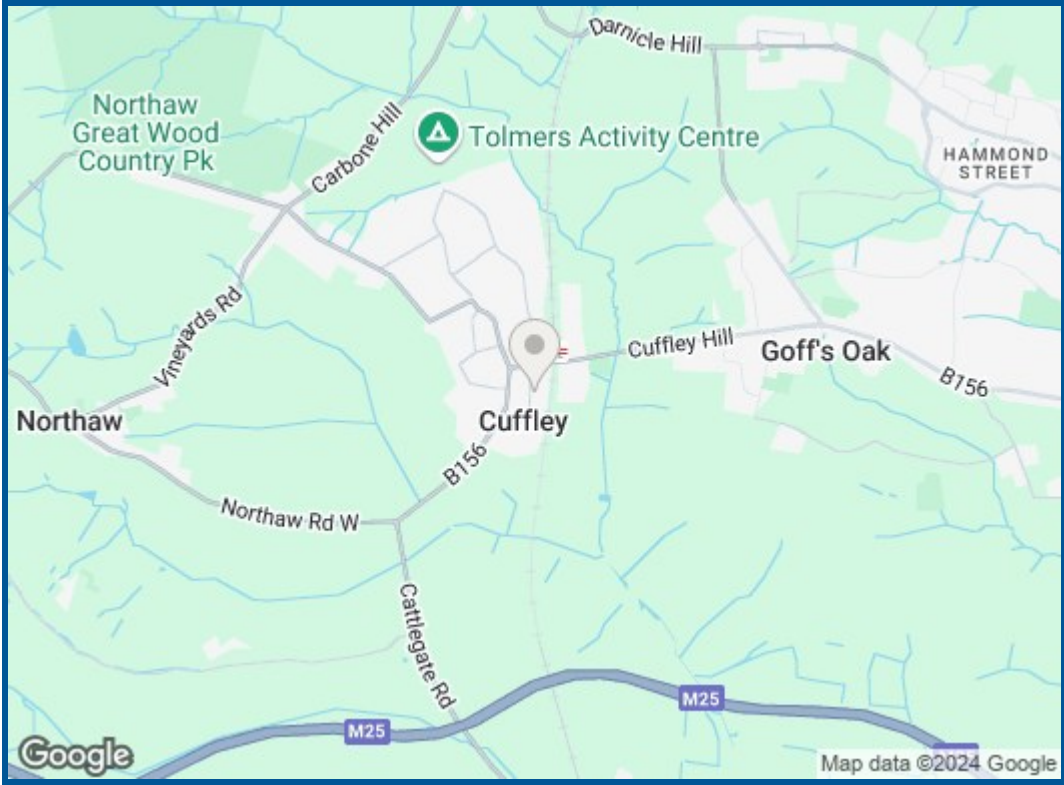 Darnicle Hill
Northaw
Great Wood
Country Pk
Carbone Hill
Tolmers Activity Centre
HAMMOND
STREET
Vineyards Rd
Cuffley Hill
Goff's Oak
B156
Northaw
Cuffley
B156
Northaw Rd W
Cattlegate Rd
M25
M25
Google
Map data ©2024 Google